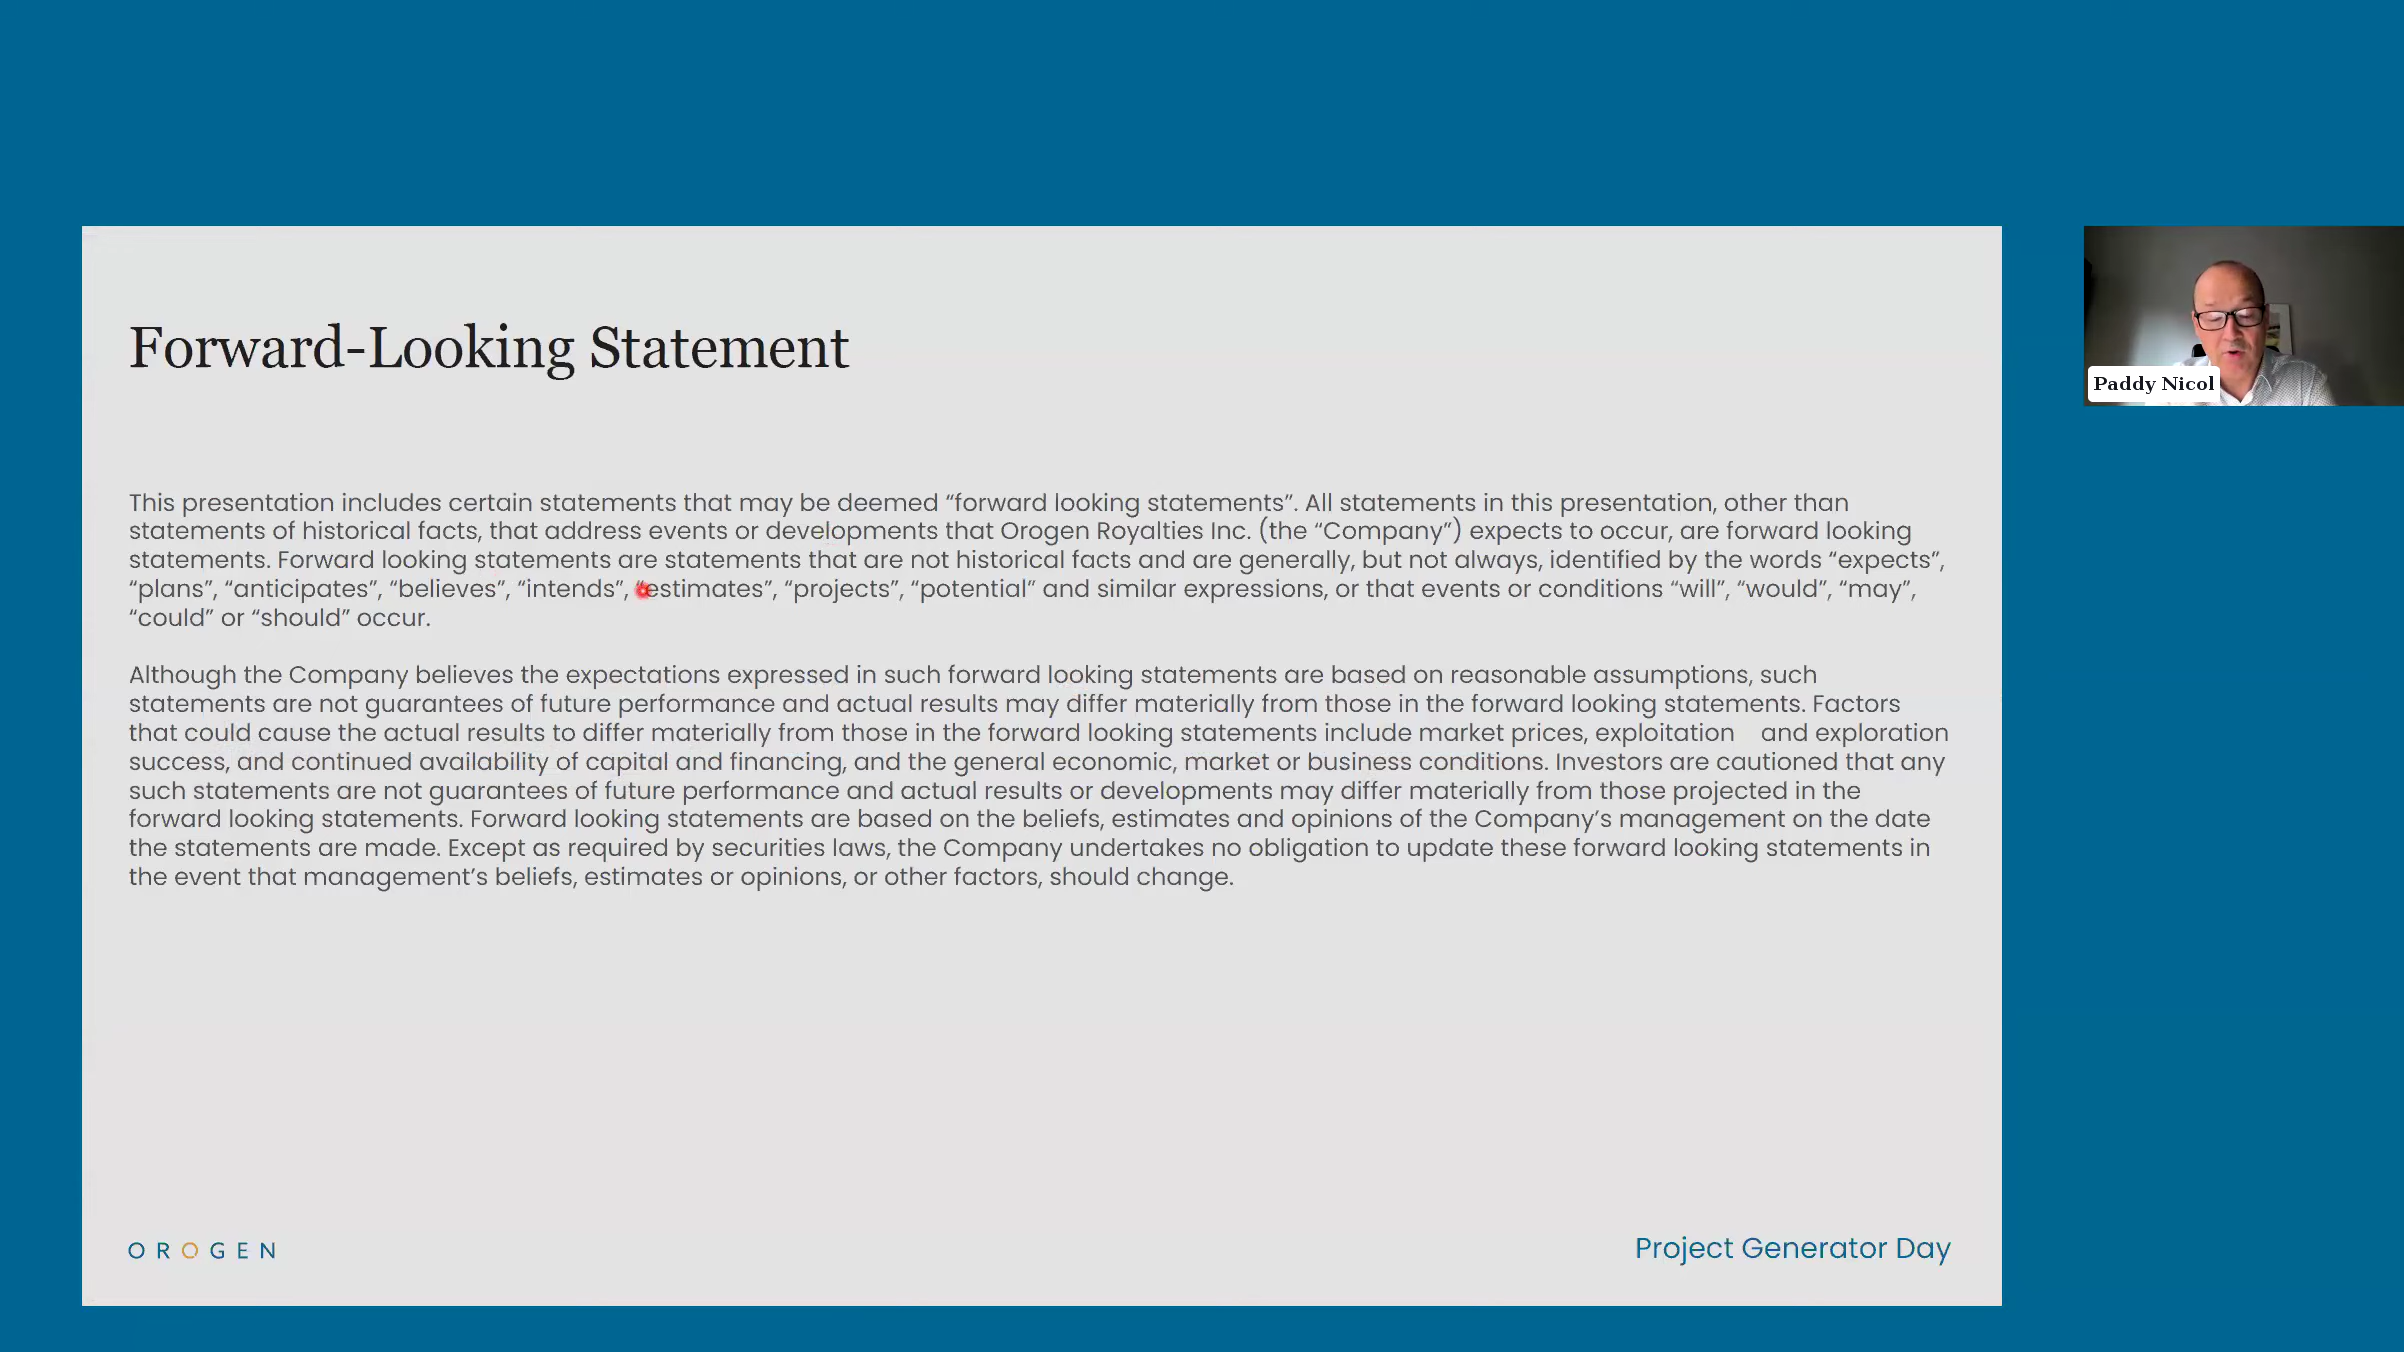 Forward-Looking Statement
Paddy Nicol
This presentation includes certain statements that may be deemed “forward looking statements”. All statements in this presentation, other than
statements of historical facts, that address events or developments that Orogen Royalties Inc. (the “Company”) expects to occur, are forward looking
statements. Forward looking statements are statements that are not historical facts and are generally, but not always, identified by the words “expects”,
“plans”, “anticipates”, “believes”, “intends”, “estimates”, “projects”, “potential” and similar expressions, or that events or conditions “will”, “would”, “may”,
“could” or “should” occur.
Although the Company believes the expectations expressed in such forward looking statements are based on reasonable assumptions, such
statements are not guarantees of future performance and actual results may differ materially from those in the forward looking statements. Factors
that could cause the actual results to differ materially from those in the forward looking statements include market prices, exploitation and exploration
success, and continued availability of capital and financing, and the general economic, market or business conditions. Investors are cautioned that any
such statements are not guarantees of future performance and actual results or developments may differ materially from those projected in the
forward looking statements. Forward looking statements are based on the beliefs, estimates and opinions of the Company’s management on the date
the statements are made. Except as required by securities laws, the Company undertakes no obligation to update these forward looking statements in
the event that management’s beliefs, estimates or opinions, or other factors, should change.
OROGEN
Project Generator Day